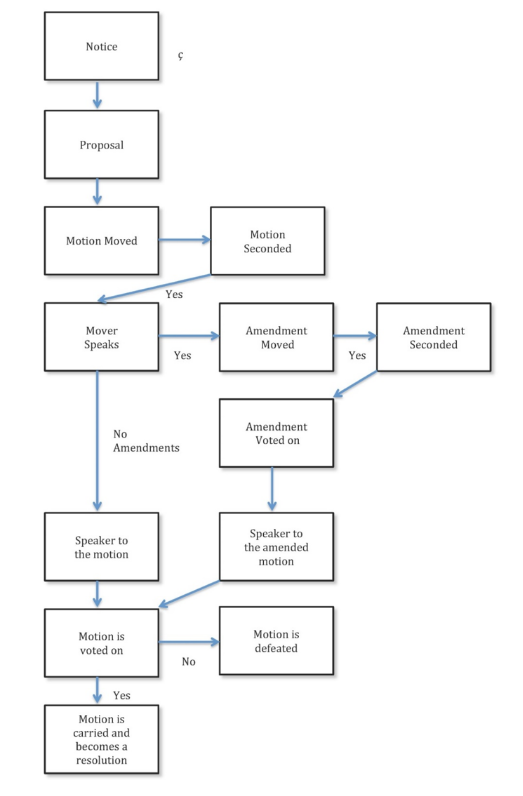 Notice
ç
Proposal
Motion Moved
Motion
Seconded
Yes
Mover
Speaks
Yes
Amendment
Moved
Yes
Amendment
Seconded
Amendment
Voted on
No
Amendments
Speaker to
the motion
Speaker to
the amended
motion
Motion is
voted on
No
Motion is
defeated
Yes
Motion is
carried and
becomes a
resolution